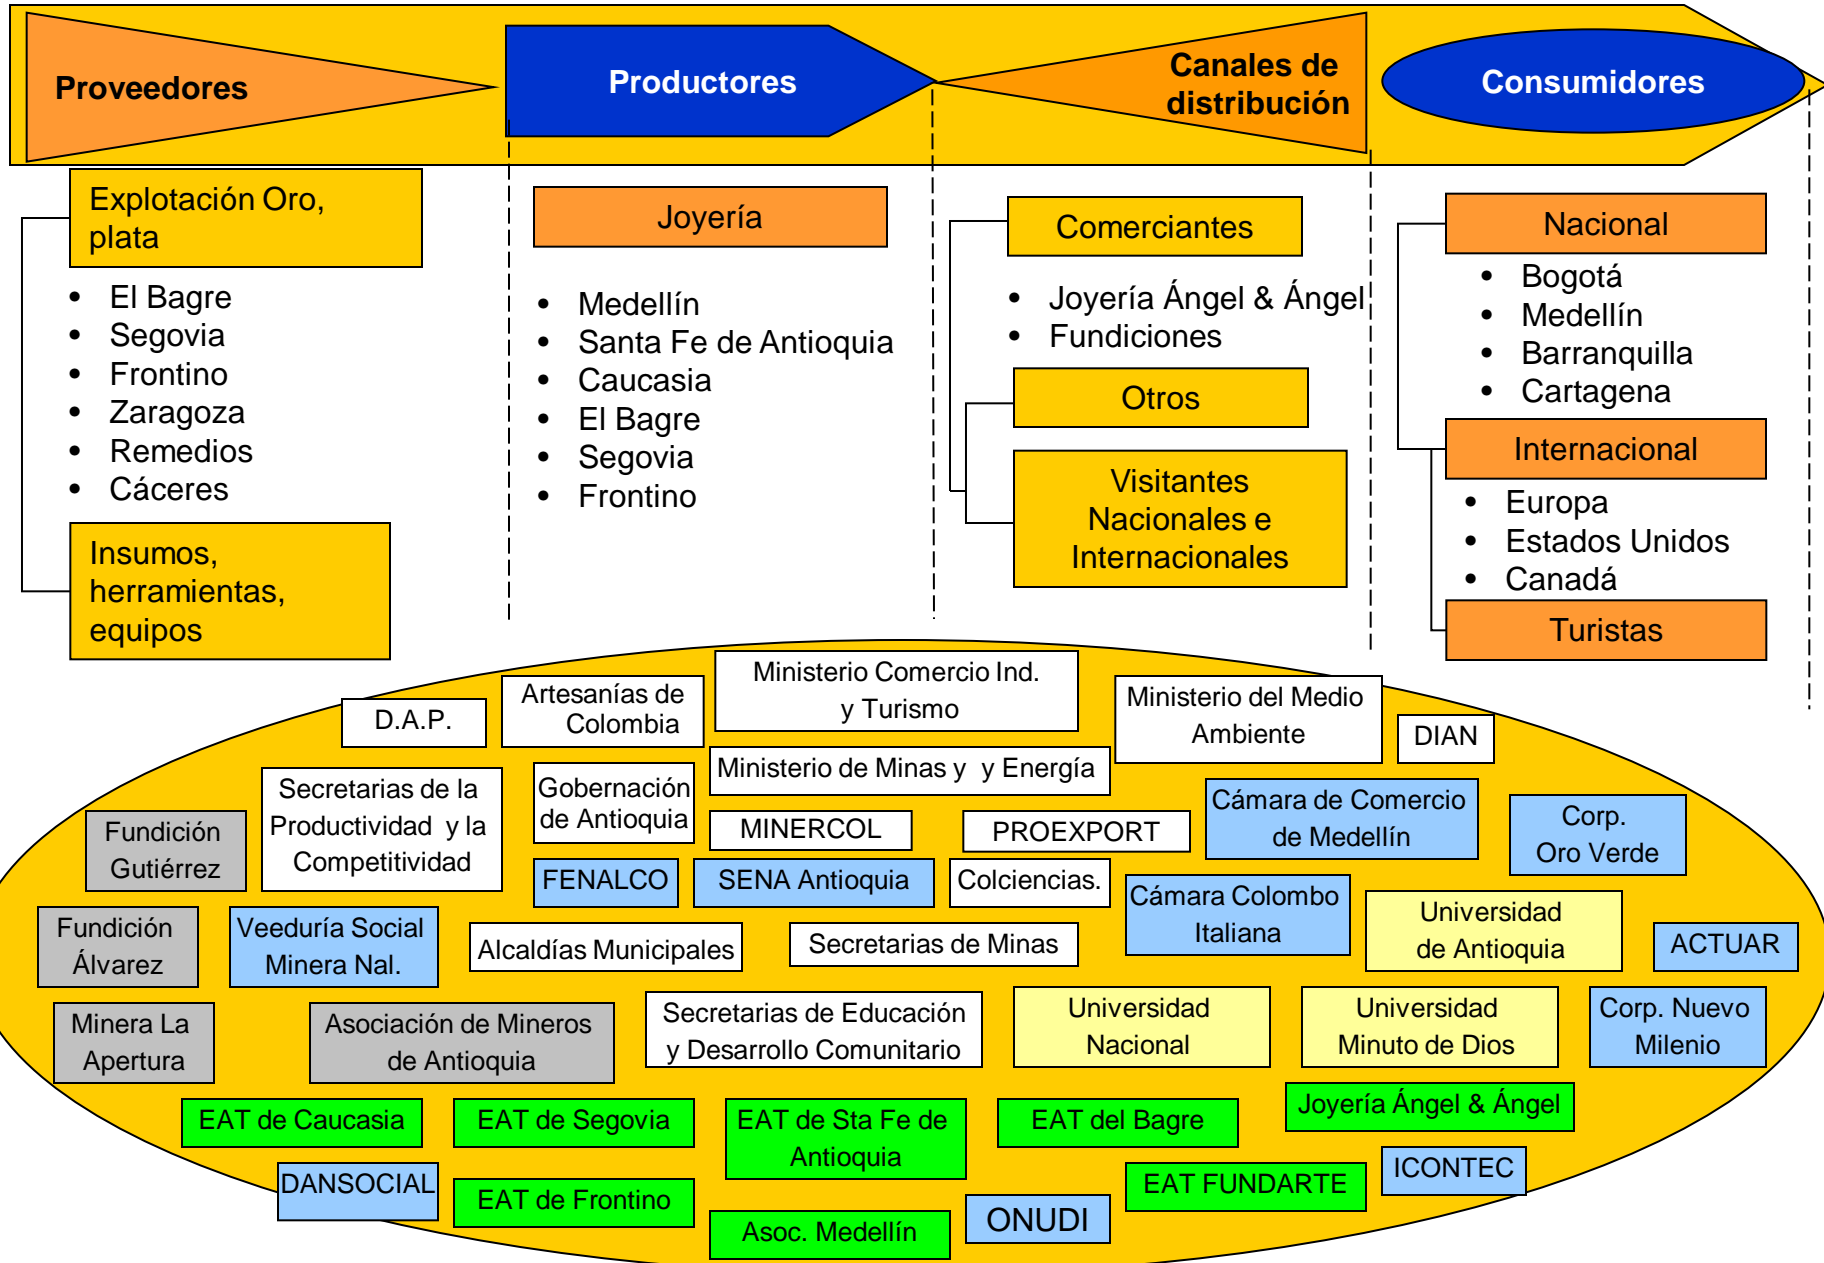 Proveedores
Productores
Canales de
distribución
Consumidores
Explotación Oro,
plata
• El Bagre
• Segovia
• Frontino
• Zaragoza
• Remedios
• Cáceres
Insumos,
herramientas,
equipos
Joyería
• Medellín
• Santa Fe de Antioquia
• Caucasia
• El Bagre
• Segovia
• Frontino
Comerciantes
• Joyería Ángel & Ángel
• Fundiciones
Otros
Visitantes
Nacionales e
Internacionales
Nacional
• Bogotá
• Medellín
• Barranquilla
• Cartagena
Internacional
• Europa
• Estados Unidos
• Canadá
Turistas
D.A.P.
Artesanías de
Colombia
Ministerio Comercio Ind.
y Turismo
Ministerio del Medio
Ambiente
DIAN
Secretarias de la
Productividad y la
Competitividad
Gobernación
de Antioquia
Ministerio de Minas y y Energía
MINERCOL
PROEXPORT
Cámara de Comercio
de Medellín
Corp.
Oro Verde
Fundición
Gutiérrez
FENALCO
SENA Antioquia
Colciencias.
Cámara Colombo
Italiana
Universidad
de Antioquia
ACTUAR
Fundición
Álvarez
Veeduría Social
Minera Nal.
Alcaldías Municipales
Secretarias de Minas
Minera La
Apertura
Asociación de Mineros
de Antioquia
Secretarias de Educación
y Desarrollo Comunitario
Universidad
Nacional
Universidad
Minuto de Dios
Corp. Nuevo
Milenio
EAT de Caucasia
EAT de Segovia
EAT de Sta Fe de
Antioquia
EAT del Bagre
Joyería Ángel & Ángel
DANSOCIAL
EAT de Frontino
Asoc. Medellín
ONUDI
EAT FUNDARTE
ICONTEC